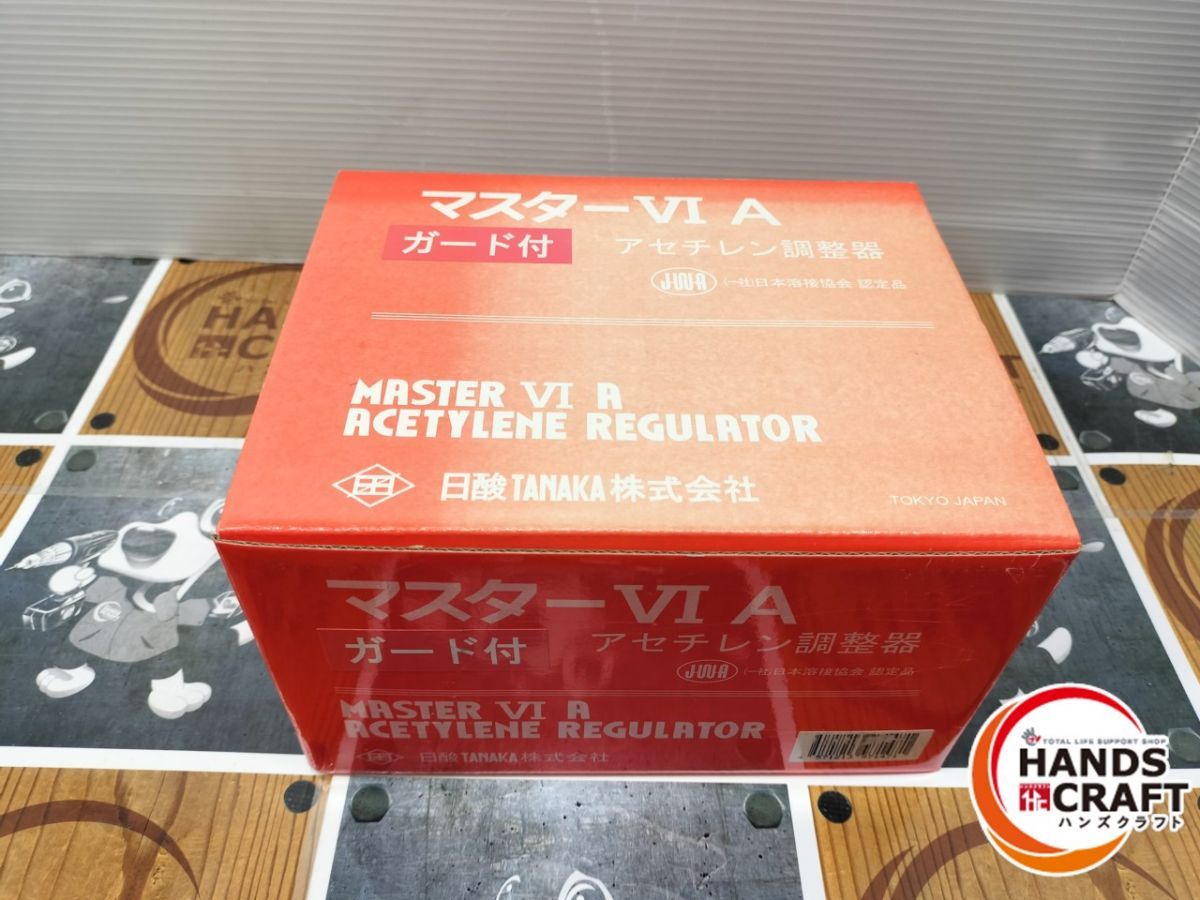 マスターVI A
ガード付 アセチレン調整器
JWA (一社)日本溶接協会 認定品
MASTER VI A
ACETYLENE REGULATOR
日酸TANAKA株式会社
TOKYO JAPAN
マスターVI A
ガード付 アセチレン調整器
JWA (一社)日本溶接協会 認定品
MASTER VI A
ACETYLENE REGULATOR
日酸TANAKA株式会社
TOTAL LIFE SUPPORT SHOP
HANDS
CRAFT
ハンズクラフト